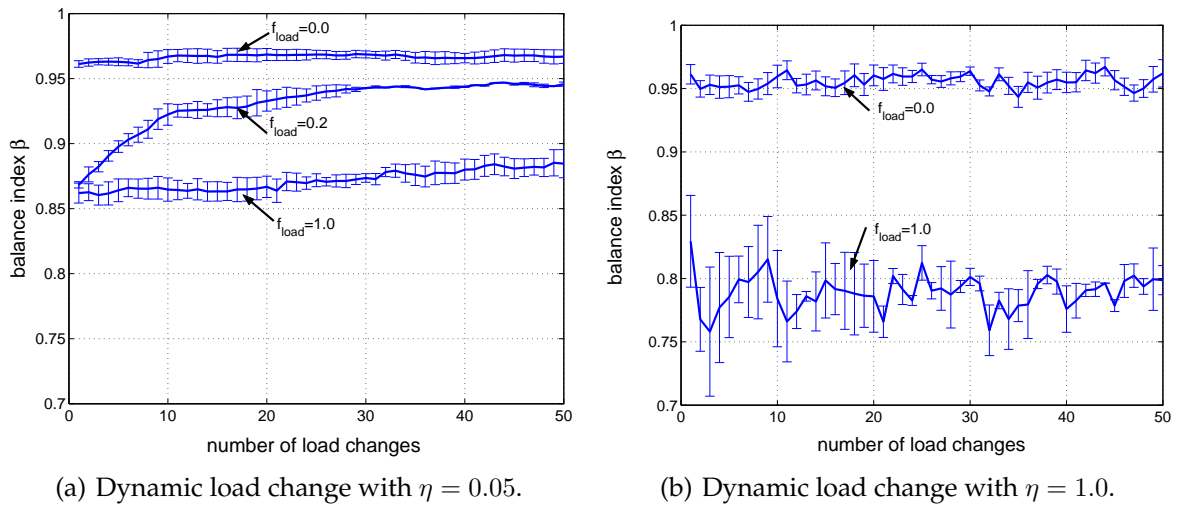 1
0.95
0.9
0.85
0.8
0.75
0.7
0 10 20 30 40 50
balance index β
number of load changes
f_load=0.0
f_load=0.2
f_load=1.0
(a) Dynamic load change with η = 0.05.
1
0.95
0.9
0.85
0.8
0.75
0.7
0 10 20 30 40 50
balance index β
number of load changes
f_load=0.0
f_load=1.0
(b) Dynamic load change with η = 1.0.